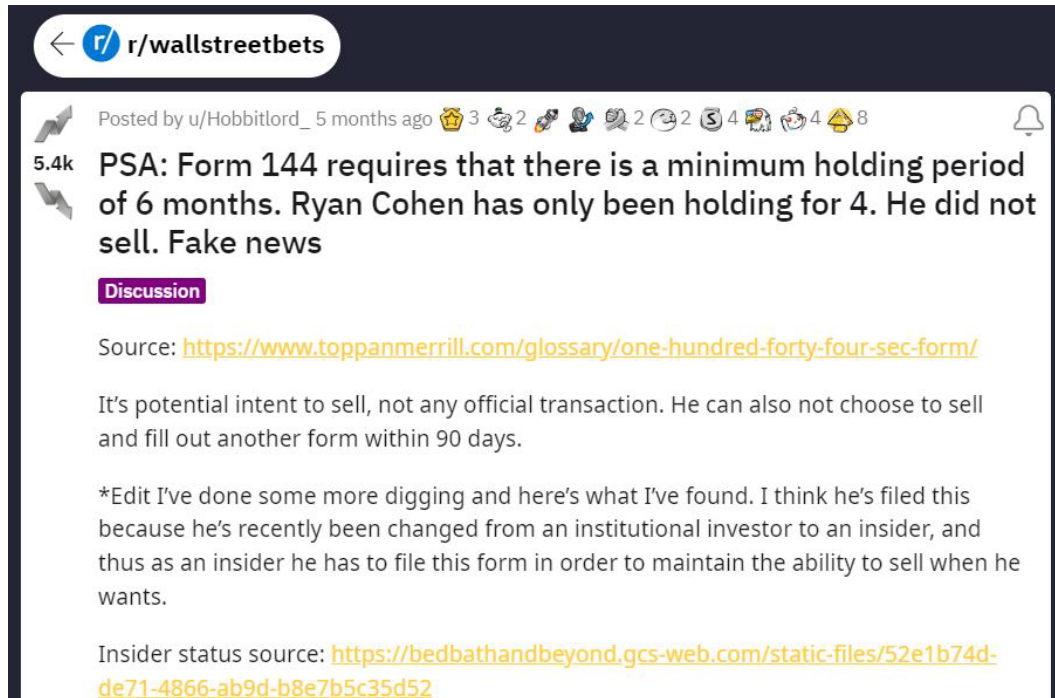 r/ r/wallstreetbets
Posted by u/Hobbitlord_ 5 months ago 3 2 2 2 S 4 4 8
5.4k
PSA: Form 144 requires that there is a minimum holding period
of 6 months. Ryan Cohen has only been holding for 4. He did not
sell. Fake news
Discussion
Source: https://www.toppanmerrill.com/glossary/one-hundred-forty-four-sec-form/
It's potential intent to sell, not any official transaction. He can also not choose to sell
and fill out another form within 90 days.
*Edit I've done some more digging and here's what I've found. I think he's filed this
because he's recently been changed from an institutional investor to an insider, and
thus as an insider he has to file this form in order to maintain the ability to sell when he
wants.
Insider status source: https://bedbathandbeyond.gcs-web.com/static-files/52e1b74d-
de71-4866-ab9d-b8e7b5c35d52